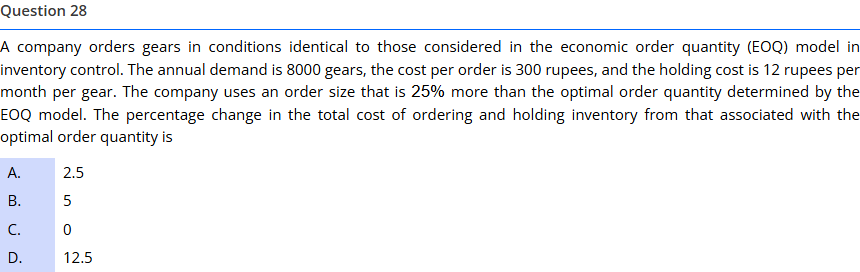 Question 28
A company orders gears in conditions identical to those considered in the economic order quantity (EOQ) model in
inventory control. The annual demand is 8000 gears, the cost per order is 300 rupees, and the holding cost is 12 rupees per
month per gear. The company uses an order size that is 25% more than the optimal order quantity determined by the
EOQ model. The percentage change in the total cost of ordering and holding inventory from that associated with the
optimal order quantity is
A. 2.5
B. 5
C. 0
D. 12.5